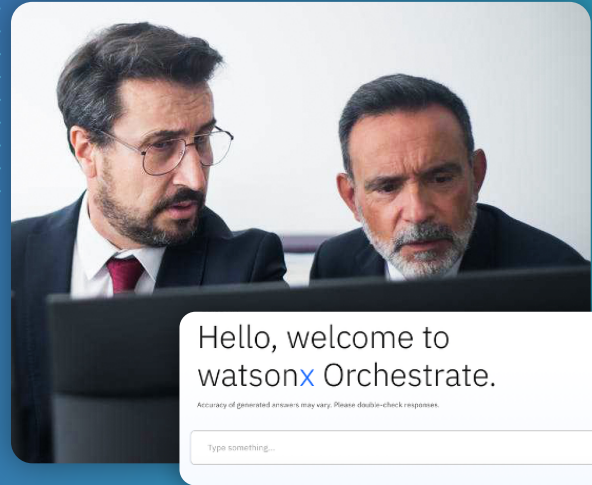 Hello, welcome to
watsonx Orchestrate.
Accuracy of generated answers may vary. Please double-check responses.
Type something...